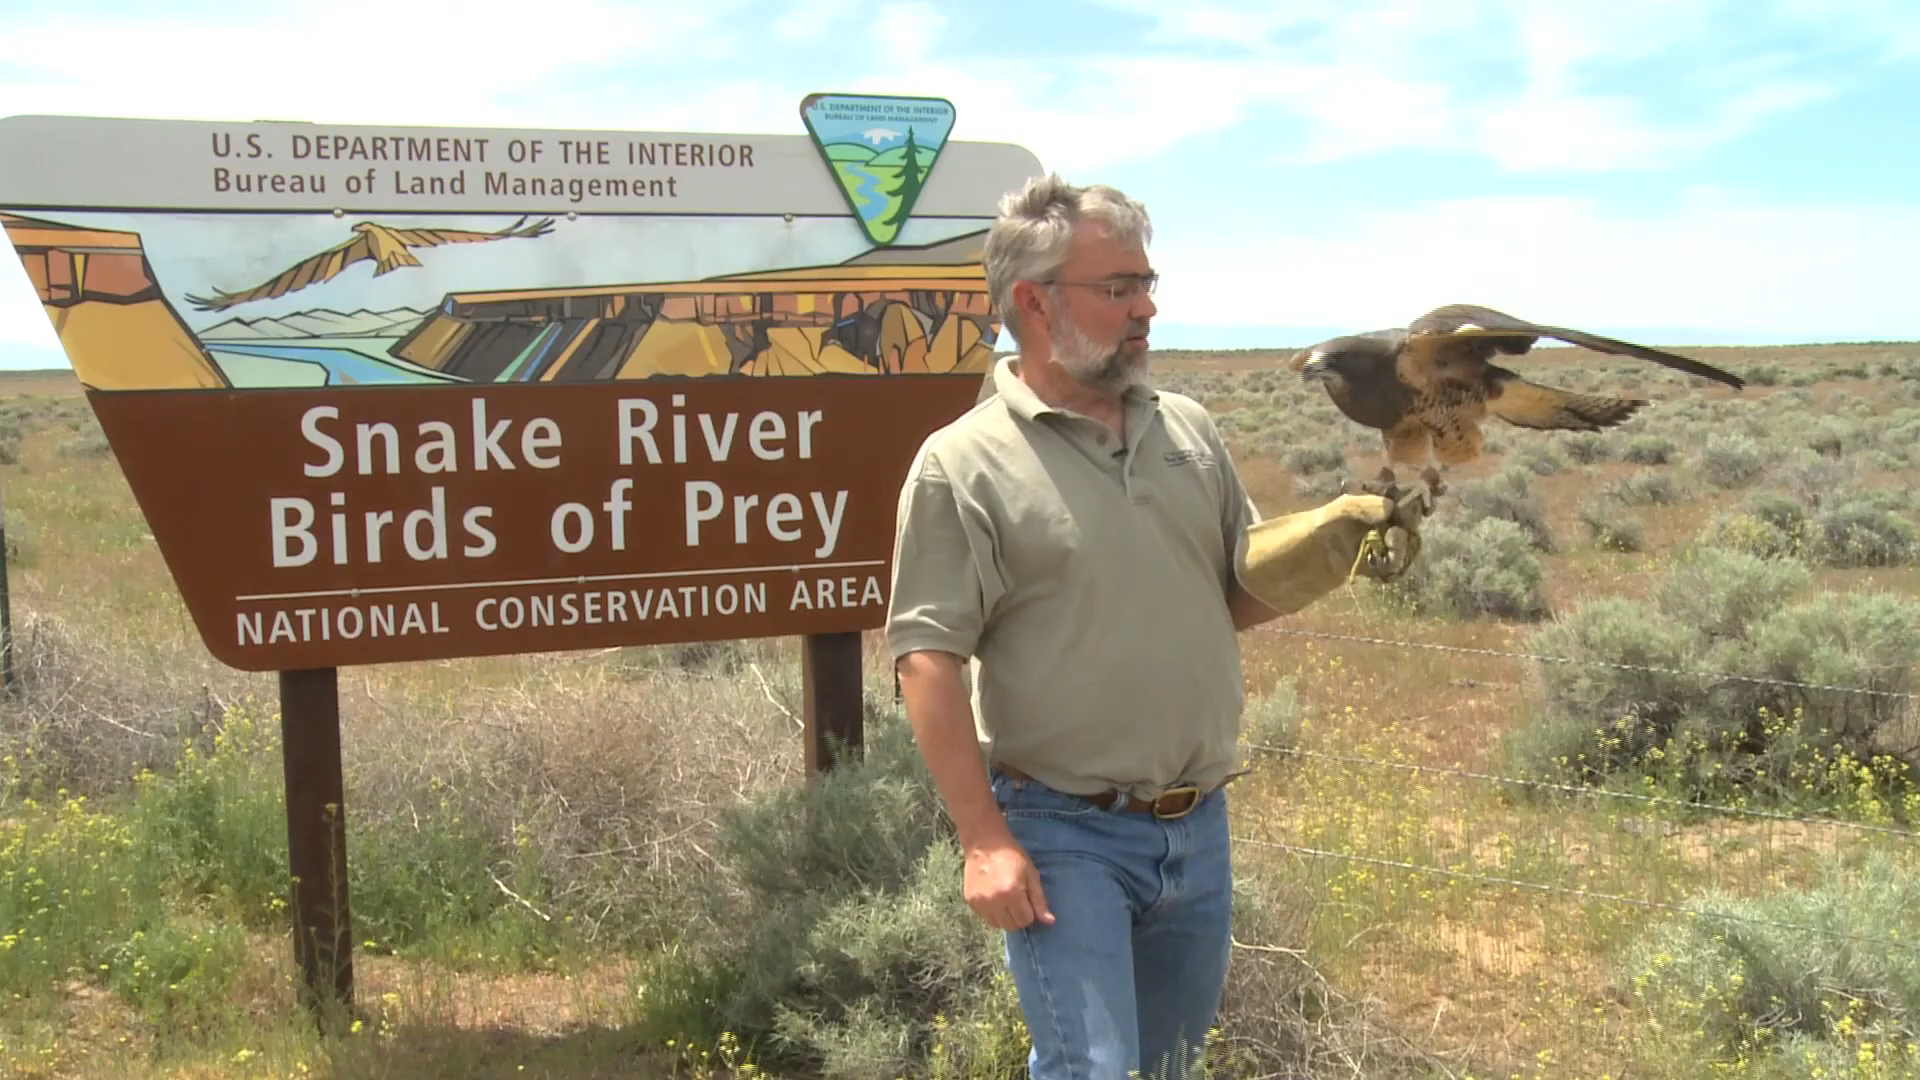 U.S. DEPARTMENT OF THE INTERIOR
BUREAU OF LAND MANAGEMENT
U.S. DEPARTMENT OF THE INTERIOR
Bureau of Land Management
Snake River
Birds of Prey
NATIONAL CONSERVATION AREA